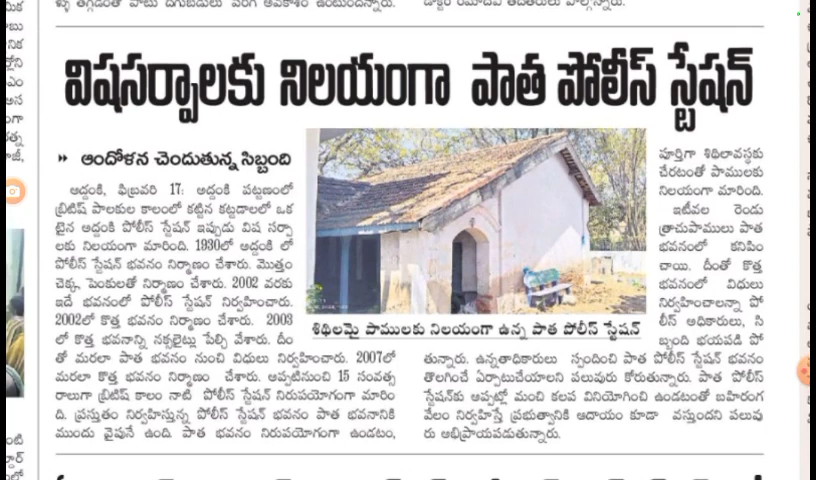 విషసర్పాలకు నిలయంగా పాత పోలీస్ స్టేషన్
» ఆందోళన చెందుతున్న సిబ్బంది
అద్దంకి, ఫిబ్రవరి 17: అద్దంకి పట్టణంలో
బ్రిటిష్ పాలకుల కాలంలో కట్టిన కట్టడాలలో ఒక
టైన అద్దంకి పోలీస్ స్టేషన్ ఇప్పుడు విష సర్పా
లకు నిలయంగా మారింది. 1930లో అద్దంకి లో
పోలీస్ స్టేషన్ భవనం నిర్మాణం చేశారు. మొత్తం
చెక్క, పెంకులతో నిర్మాణం చేశారు. 2002 వరకు
ఇదే భవనంలో పోలీస్ స్టేషన్ నిర్వహించారు.
2002లో కొత్త భవనం నిర్మాణం చేశారు. 2003
లో కొత్త భవనాన్ని నక్సలైట్లు పేల్చి వేశారు. దీం
తో మరలా పాత భవనం నుంచి విధులు నిర్వహించారు. 2007లో
మరలా కొత్త భవనం నిర్మాణం చేశారు. అప్పటినుంచి 15 సంవత్స
రాలుగా బ్రిటిష్ కాలం నాటి పోలీస్ స్టేషన్ నిరుపయోగంగా మారిం
ది. ప్రస్తుతం నిర్వహిస్తున్న పోలీస్ స్టేషన్ భవనం పాత భవనానికి
ముందు వైపునే ఉంది. పాత భవనం నిరుపయోగంగా ఉండటం,
శిథిలమై పాములకు నిలయంగా ఉన్న పాత పోలీస్ స్టేషన్
పూర్తిగా శిథిలావస్థకు
చేరటంతో పాములకు
నిలయంగా మారింది.
ఇటీవల రెండు
త్రాచుపాములు పాత
భవనంలో కనిపిం
చాయి. దీంతో కొత్త
భవనంలో విధులు
నిర్వహించాలన్నా పో
లీస్ అధికారులు, సి
బ్బంది భయపడి పో
తున్నారు. ఉన్నతాధికారులు స్పందించి పాత పోలీస్ స్టేషన్ భవనం
తొలగించే ఏర్పాటుచేయాలని పలువురు కోరుతున్నారు. పాత పోలీస్
స్టేషన్‌కు అప్పట్లో మంచి కలప వినియోగించి ఉండటంతో బహిరంగ
వేలం నిర్వహిస్తే ప్రభుత్వానికి ఆదాయం కూడా వస్తుందని పలువు
రు అభిప్రాయపడుతున్నారు.